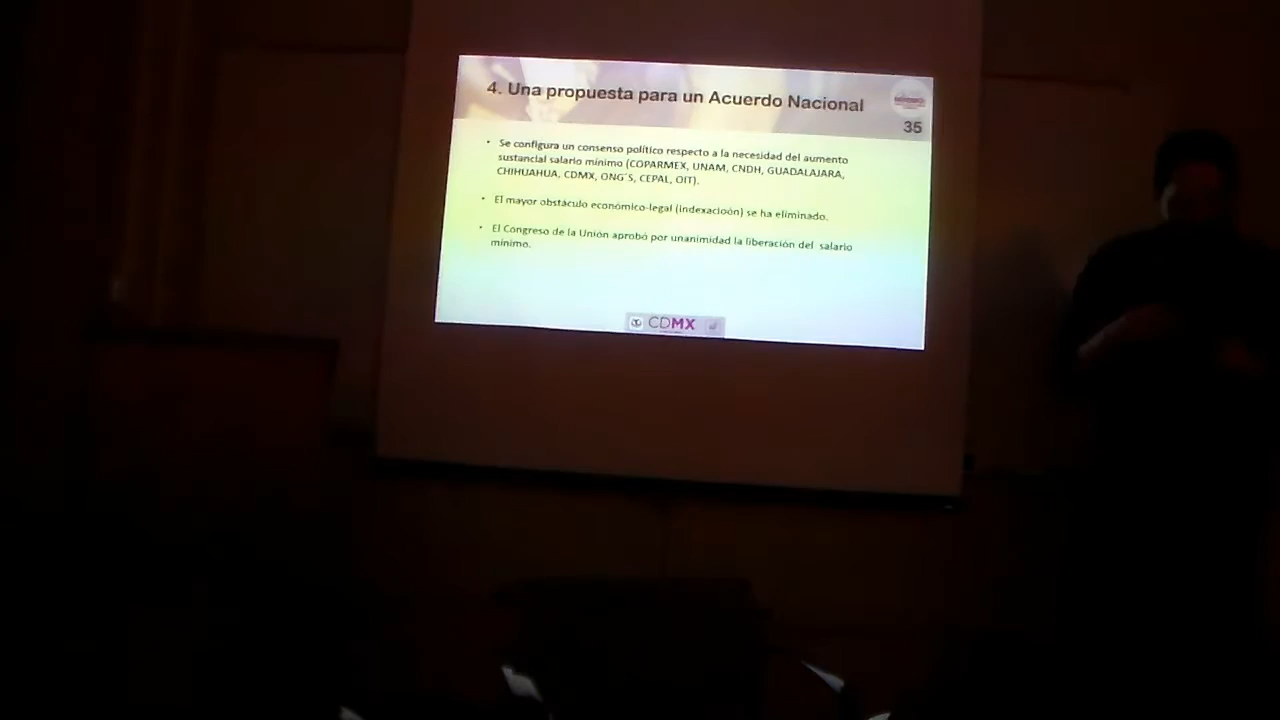 4. Una propuesta para un Acuerdo Nacional
35
• Se configura un consenso político respecto a la necesidad del aumento
sustancial salario mínimo (COPARMEX, UNAM, CNDH, GUADALAJARA,
CHIHUAHUA, CDMX, ONG´S, CEPAL, OIT).
• El mayor obstáculo económico-legal (indexacioón) se ha eliminado.
• El Congreso de la Unión aprobó por unanimidad la liberación del salario
mínimo.
CDMX